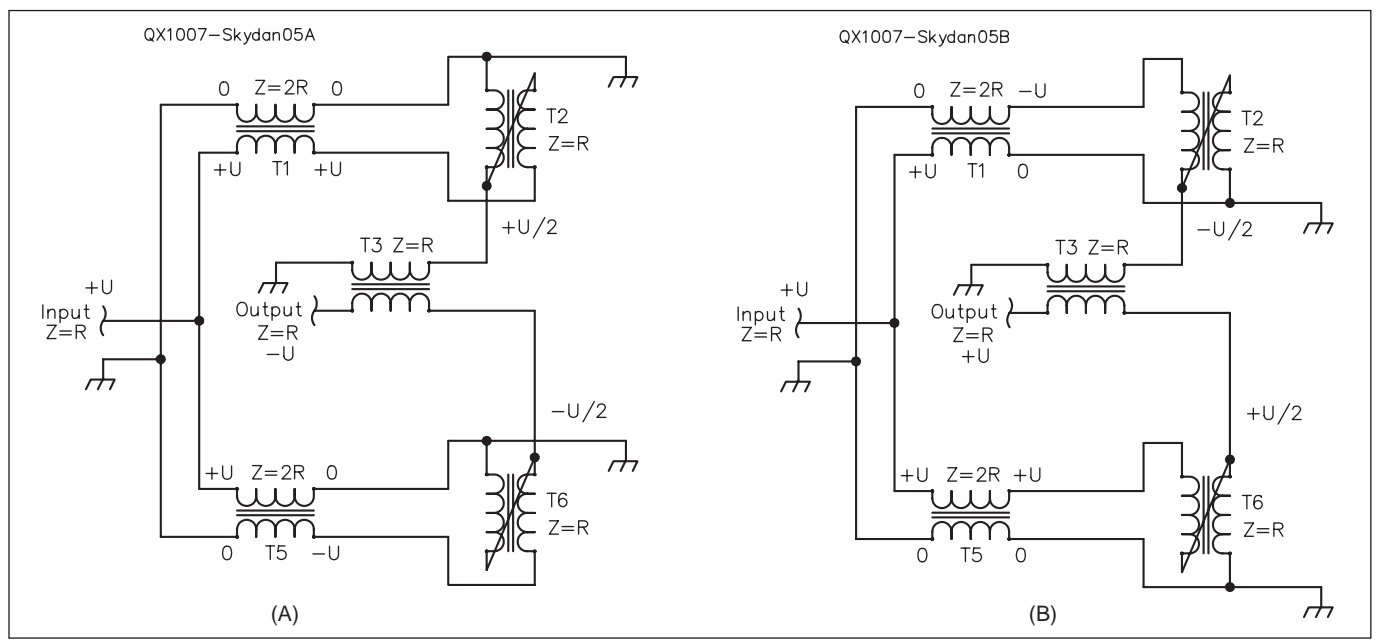 QX1007-Skydan05A
0 Z=2R 0
+U T1 +U
T2
Z=R
+U/2
T3 Z=R
+U
Input
Z=R
Output
Z=R
-U
-U/2
+U Z=2R 0
0 T5 -U
T6
Z=R
(A)
QX1007-Skydan05B
0 Z=2R -U
+U T1 0
T2
Z=R
-U/2
T3 Z=R
+U
Input
Z=R
Output
Z=R
+U
+U/2
+U Z=2R +U
0 T5 0
T6
Z=R
(B)